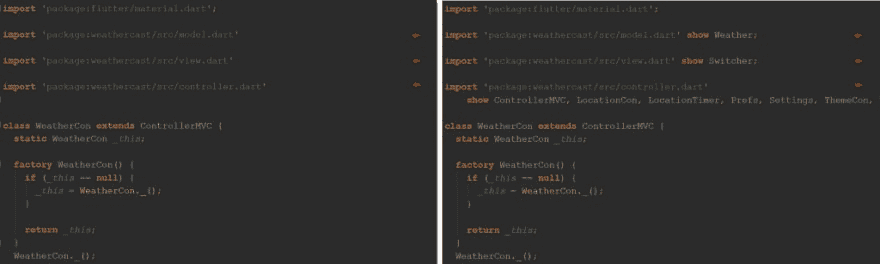 import 'package:flutter/material.dart';
import 'package:weathercast/src/model.dart'
import 'package:weathercast/src/view.dart'
import 'package:weathercast/src/controller.dart'
class WeatherCon extends ControllerMVC {
static WeatherCon _this;
factory WeatherCon() {
if (_this == null) {
_this = WeatherCon._();
}
return _this;
}
WeatherCon._();
import 'package:flutter/material.dart';
import 'package:weathercast/src/model.dart' show Weather;
import 'package:weathercast/src/view.dart' show Switcher;
import 'package:weathercast/src/controller.dart'
show ControllerMVC, LocationCon, LocationTimer, Prefs, Settings, ThemeCon,
class WeatherCon extends ControllerMVC {
static WeatherCon _this;
factory WeatherCon() {
if (_this == null) {
_this = WeatherCon._();
}
return _this;
}
WeatherCon._();